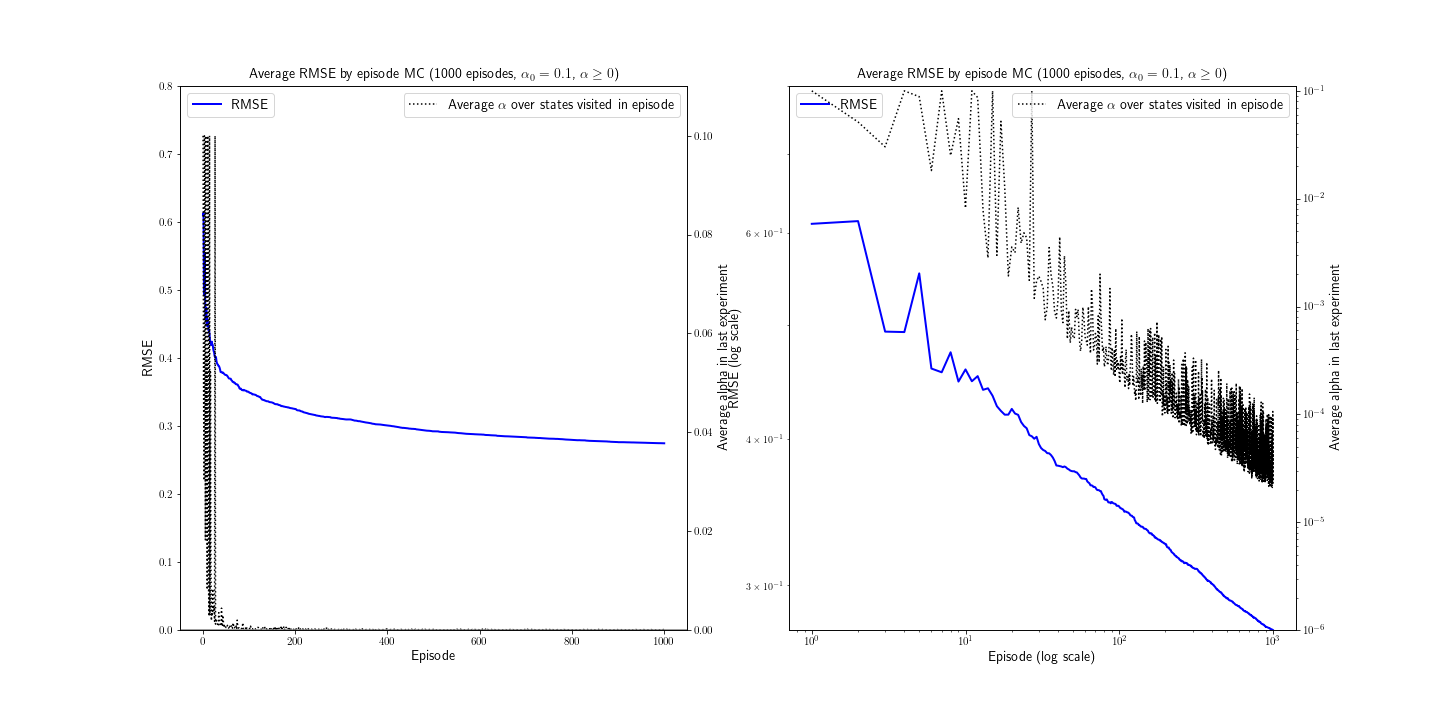 Average RMSE by episode MC (1000 episodes, α₀ = 0.1, α ≥ 0)
RMSE
Average α over states visited in episode
0.8
0.7
0.6
0.5
0.4
0.3
0.2
0.1
0.0
RMSE
0
200
400
600
800
1000
Episode
0.10
0.08
0.06
0.04
0.02
0.00
Average alpha in last experiment
Average RMSE by episode MC (1000 episodes, α₀ = 0.1, α ≥ 0)
RMSE
Average α over states visited in episode
6 × 10⁻¹
4 × 10⁻¹
3 × 10⁻¹
RMSE (log scale)
10⁰
10¹
10²
10³
Episode (log scale)
10⁻¹
10⁻²
10⁻³
10⁻⁴
10⁻⁵
10⁻⁶
Average alpha in last experiment